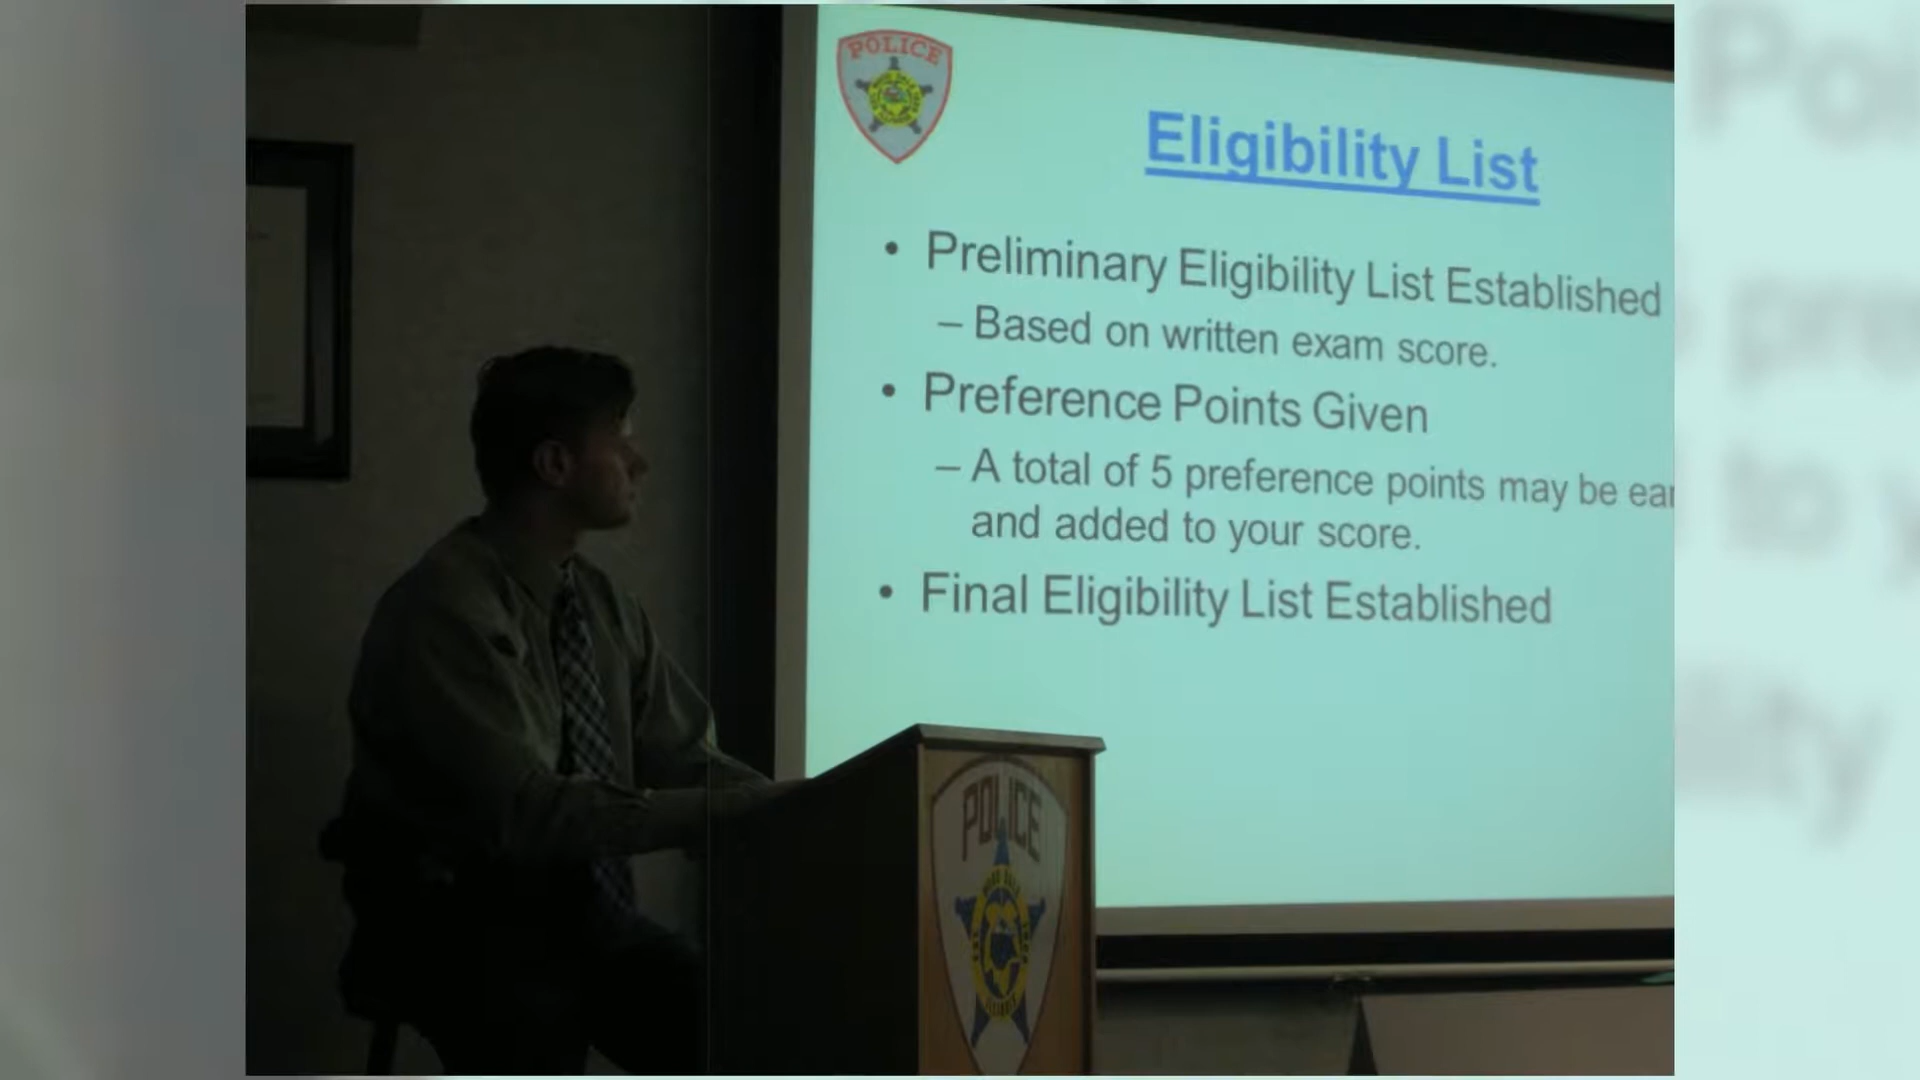 POLICE
Eligibility List
• Preliminary Eligibility List Established
– Based on written exam score.
• Preference Points Given
– A total of 5 preference points may be ear
and added to your score.
• Final Eligibility List Established
POLICE